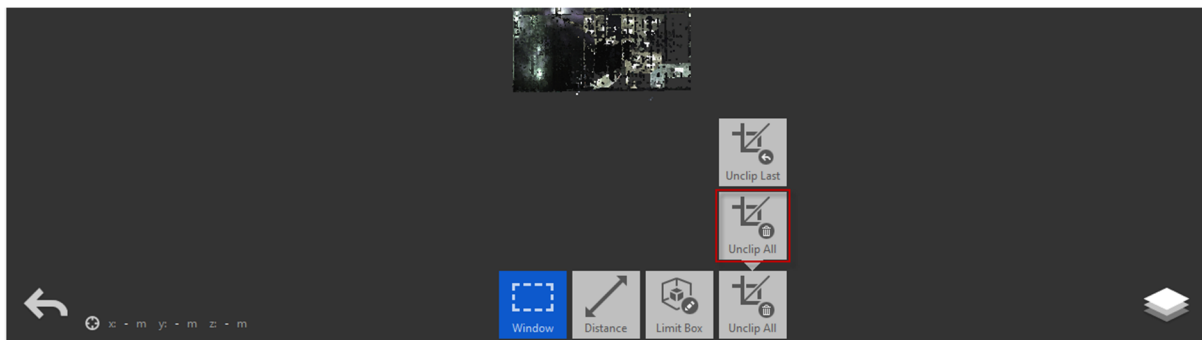 Unclip Last
Unclip All
Window
Distance
Limit Box
Unclip All
x: - m y: - m z: - m